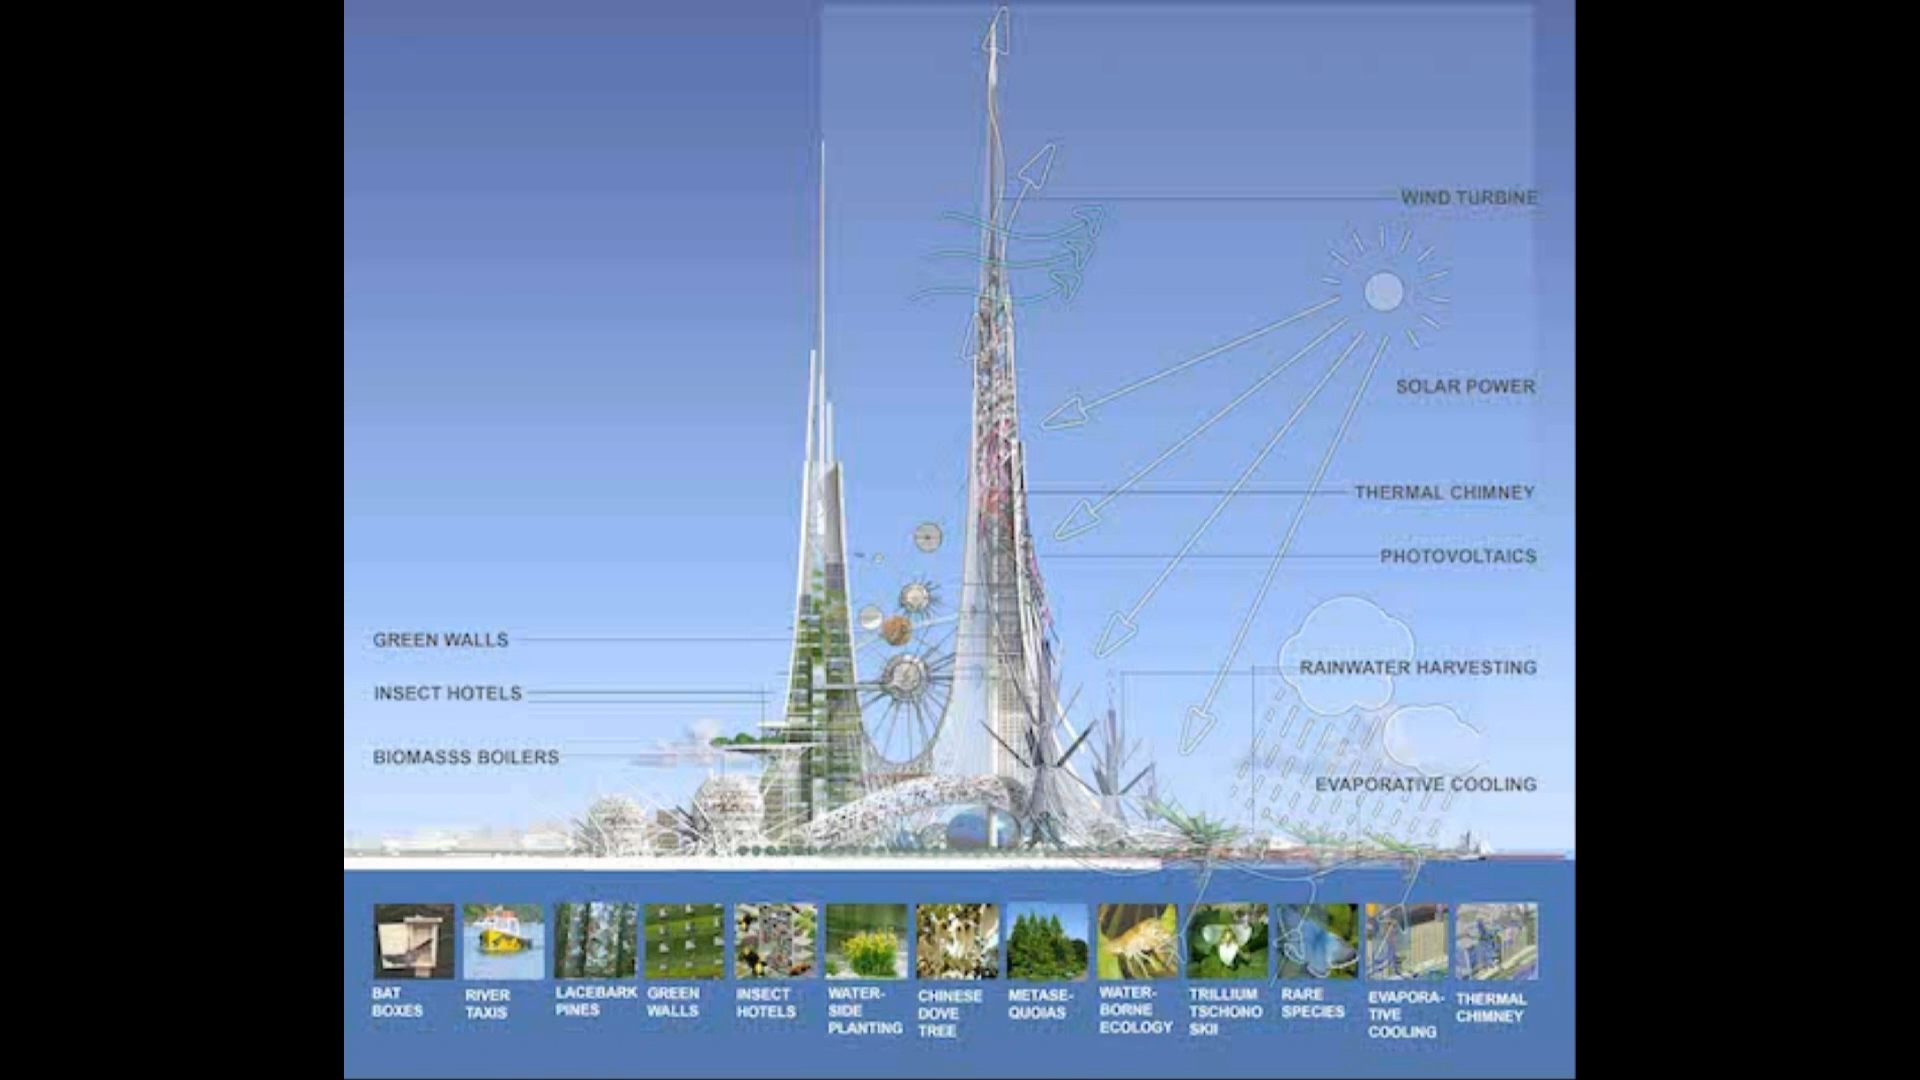 WIND TURBINE
SOLAR POWER
THERMAL CHIMNEY
PHOTOVOLTAICS
GREEN WALLS
RAINWATER HARVESTING
INSECT HOTELS
BIOMASSS BOILERS
EVAPORATIVE COOLING
BAT
BOXES
RIVER
TAXIS
LACEBARK
PINES
GREEN
WALLS
INSECT
HOTELS
WATER-
SIDE
PLANTING
CHINESE
DOVE
TREE
METASE-
QUOIAS
WATER-
BORNE
ECOLOGY
TRILLIUM
TSCHONO
SKII
RARE
SPECIES
EVAPORA-
TIVE
COOLING
THERMAL
CHIMNEY